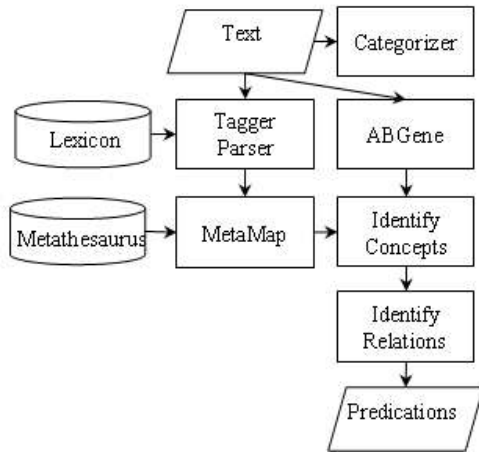 Text
Categorizer
Lexicon
Tagger
Parser
ABGene
Metathesaurus
MetaMap
Identify
Concepts
Identify
Relations
Predications